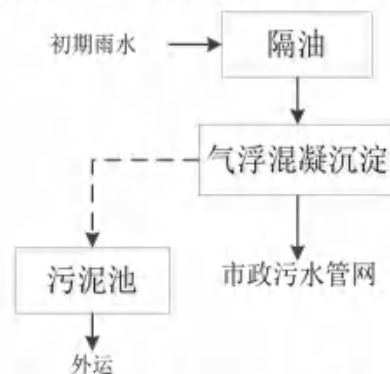 初期雨水
隔油
气浮混凝沉淀
污泥池
市政污水管网
外运